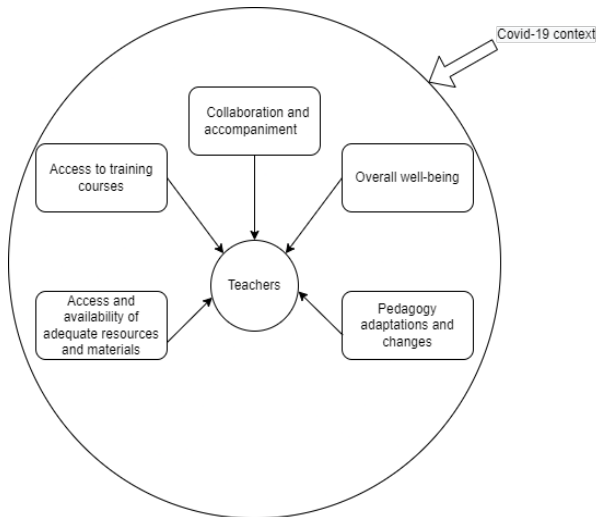 Covid-19 context
Collaboration and
accompaniment
Access to training
courses
Overall well-being
Teachers
Access and
availability of
adequate resources
and materials
Pedagogy
adaptations and
changes